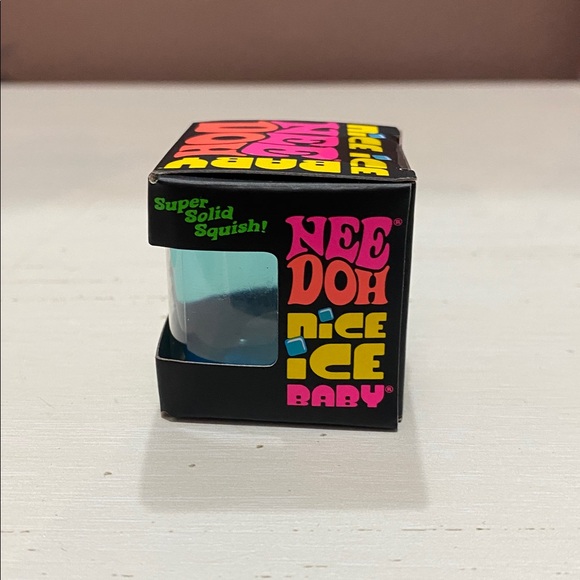 DOH
NEE
NICE ICE
BABY
Super
Solid
Squish!
NEE®
DOH
NiCE
iCE
BABY®